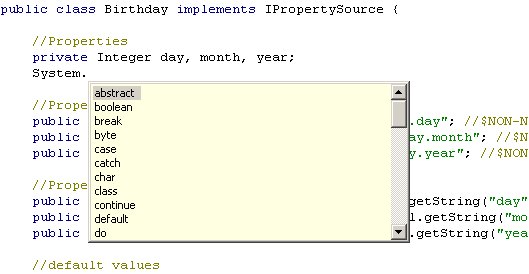 public class Birthday implements IPropertySource {
//Properties
private Integer day, month, year;
System.
abstract
boolean
break
byte
case
catch
char
class
continue
default
do
//Prope
public .day"; //$NON-N
public ay.month"; //$N
public y.year"; //$NON
//Prope
public getString("day"
public l.getString("mo
public .getString("yea
//default values